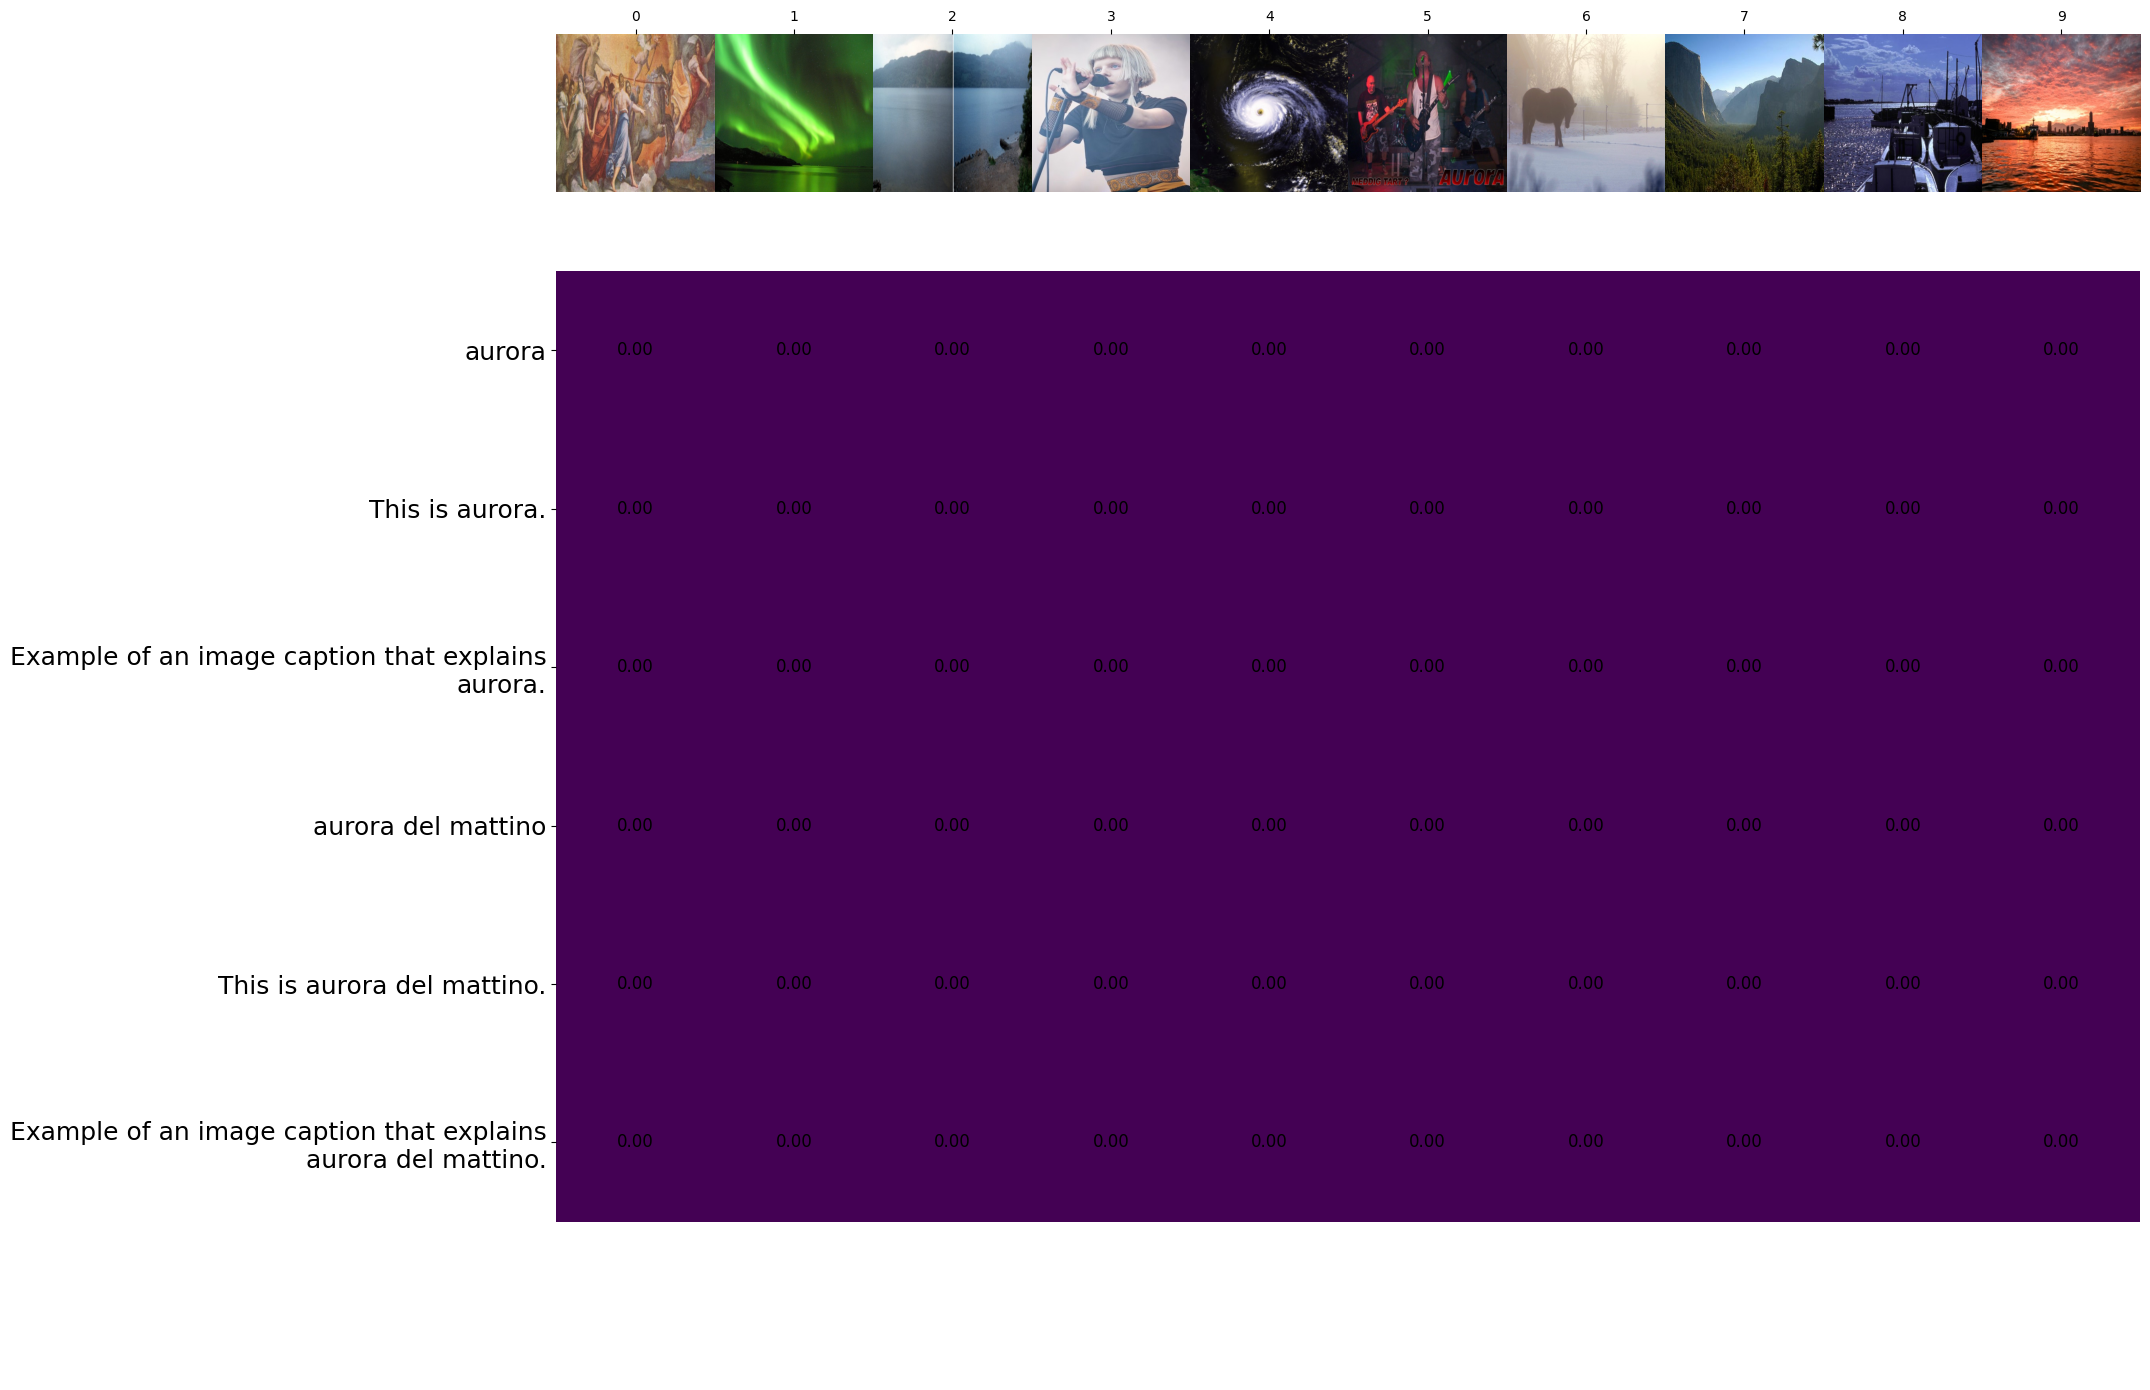 0 1 2 3 4 5 6 7 8 9
AURORA
aurora 0.00 0.00 0.00 0.00 0.00 0.00 0.00 0.00 0.00 0.00
This is aurora. 0.00 0.00 0.00 0.00 0.00 0.00 0.00 0.00 0.00 0.00
Example of an image caption that explains
aurora. 0.00 0.00 0.00 0.00 0.00 0.00 0.00 0.00 0.00 0.00
aurora del mattino 0.00 0.00 0.00 0.00 0.00 0.00 0.00 0.00 0.00 0.00
This is aurora del mattino. 0.00 0.00 0.00 0.00 0.00 0.00 0.00 0.00 0.00 0.00
Example of an image caption that explains
aurora del mattino. 0.00 0.00 0.00 0.00 0.00 0.00 0.00 0.00 0.00 0.00